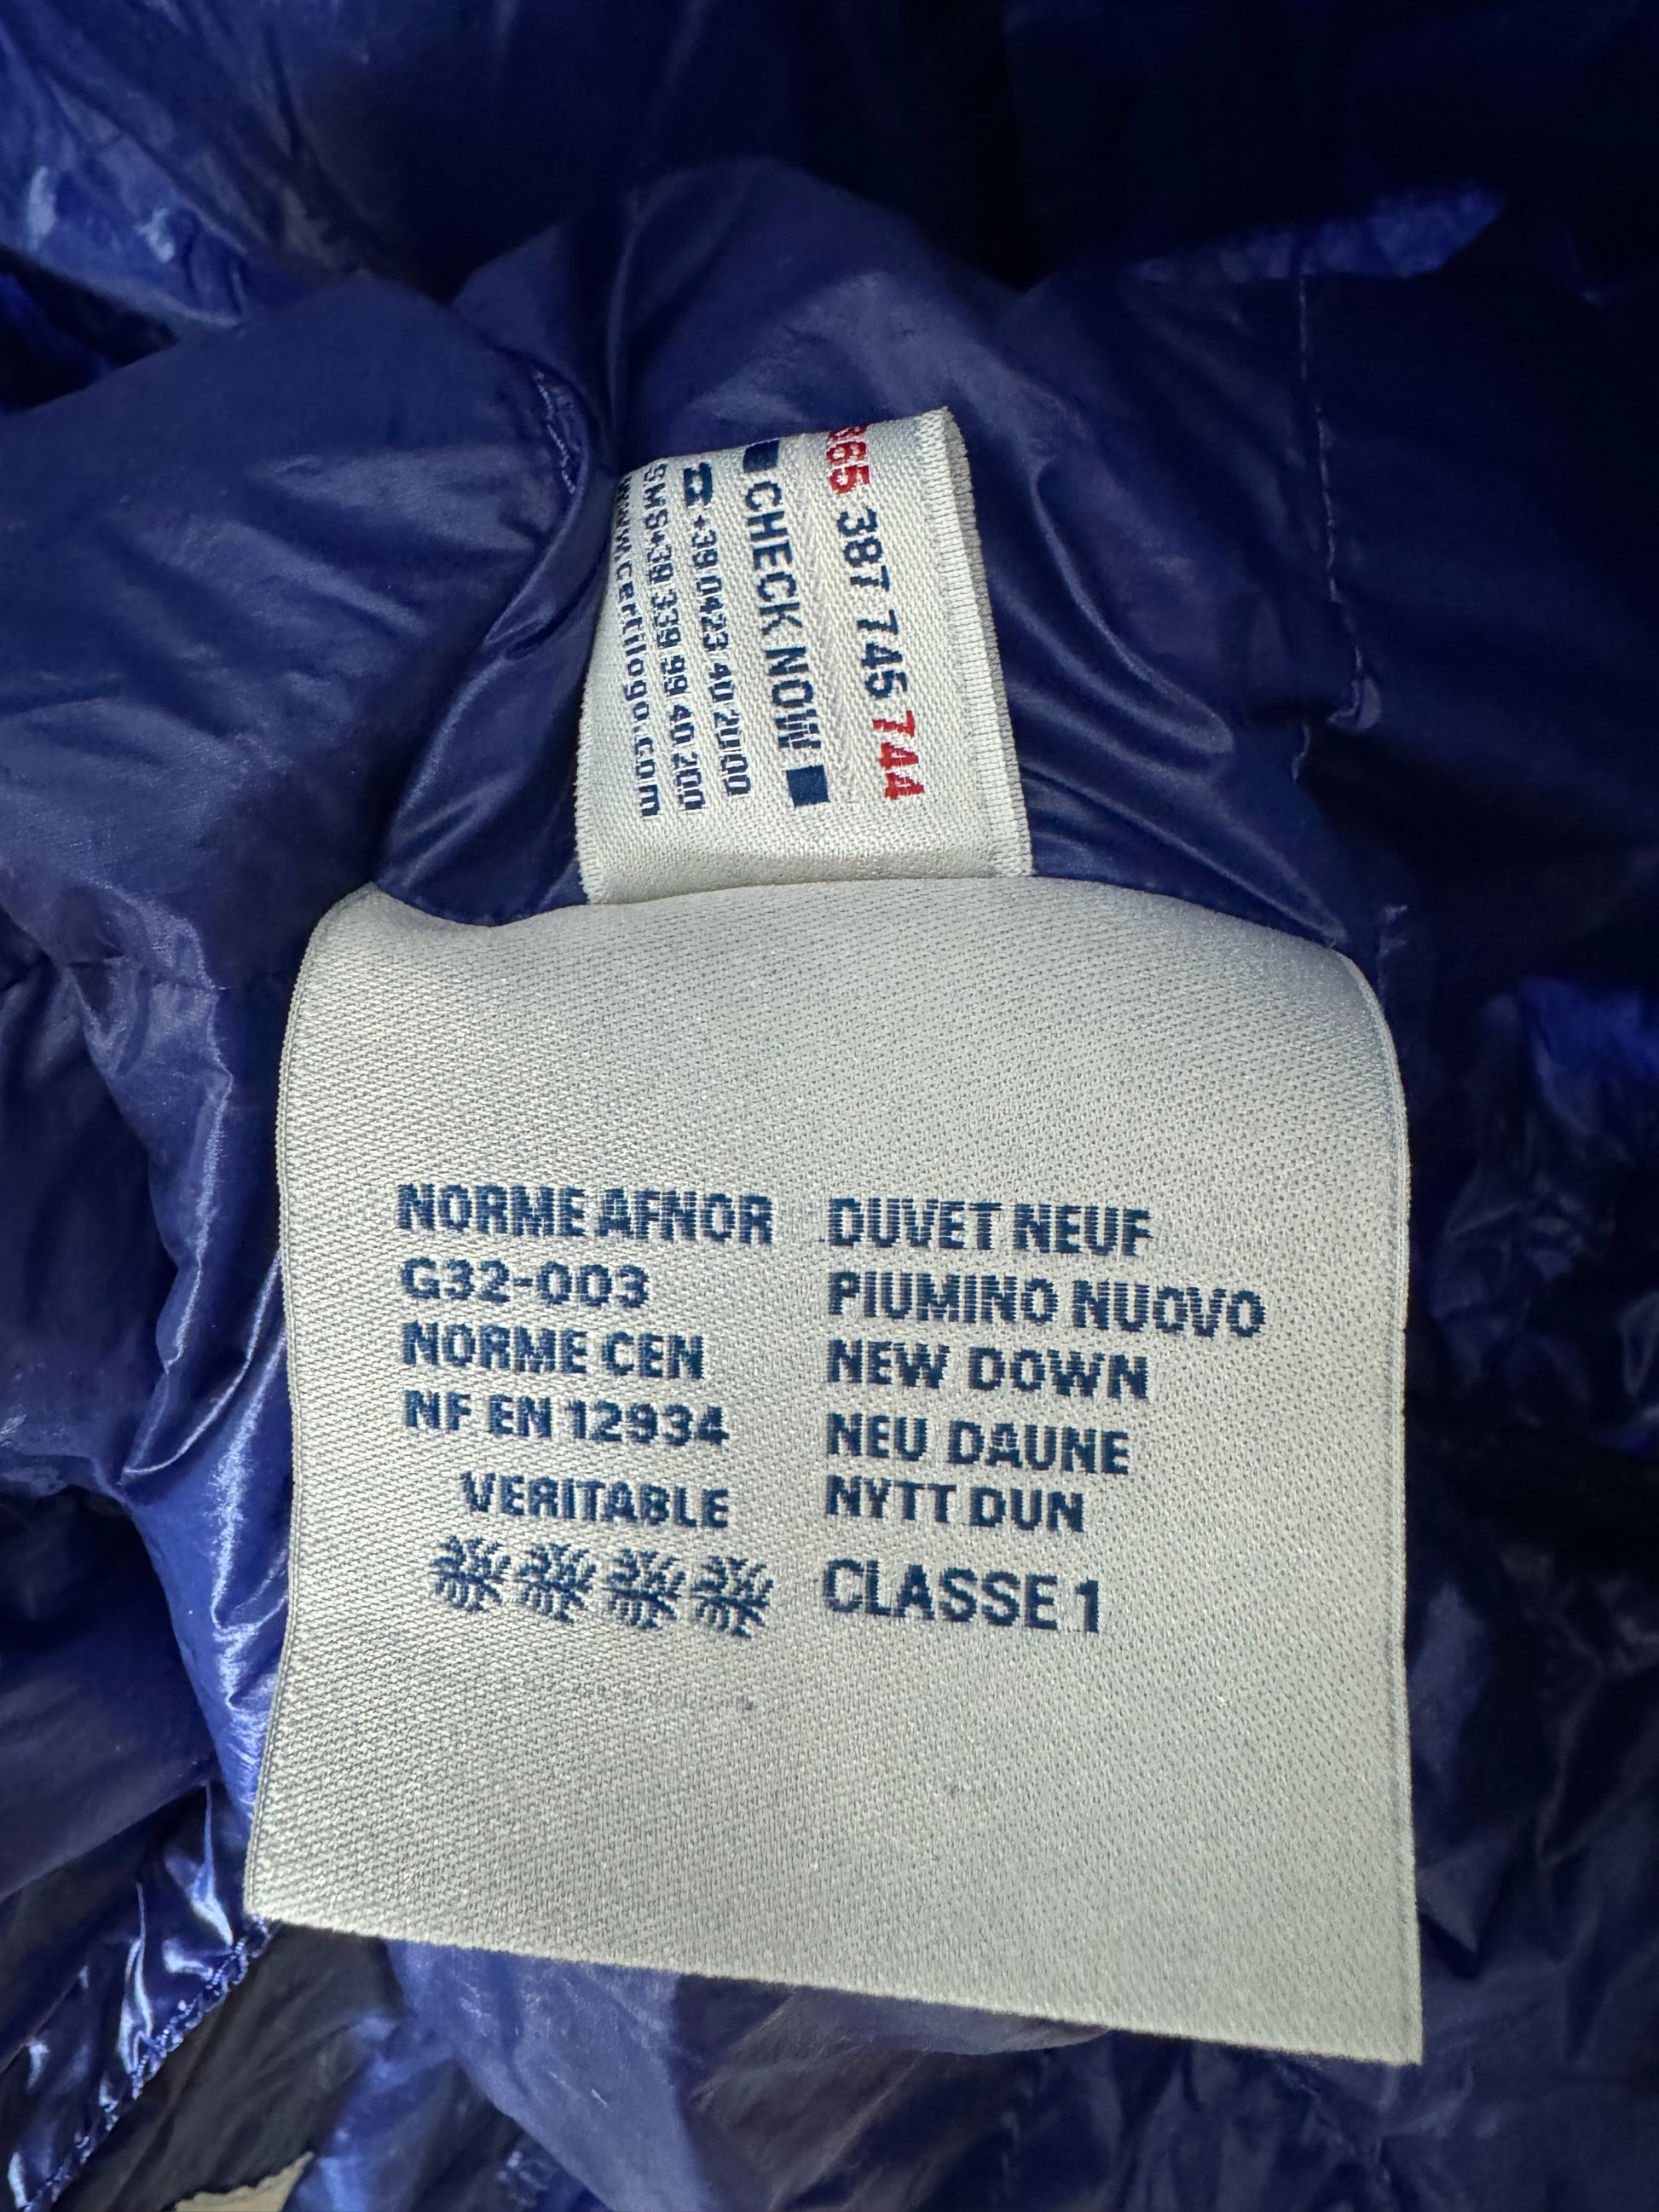 865 387 745 744
CHECK NOW
☎ +39 0423 40 2000
SMS+39 339 99 40 200
www.certilogo.com
NORME AFNOR
G32-003
NORME CEN
NF EN 12934
VERITABLE
DUVET NEUF
PIUMINO NUOVO
NEW DOWN
NEU DAUNE
NYTT DUN
CLASSE 1